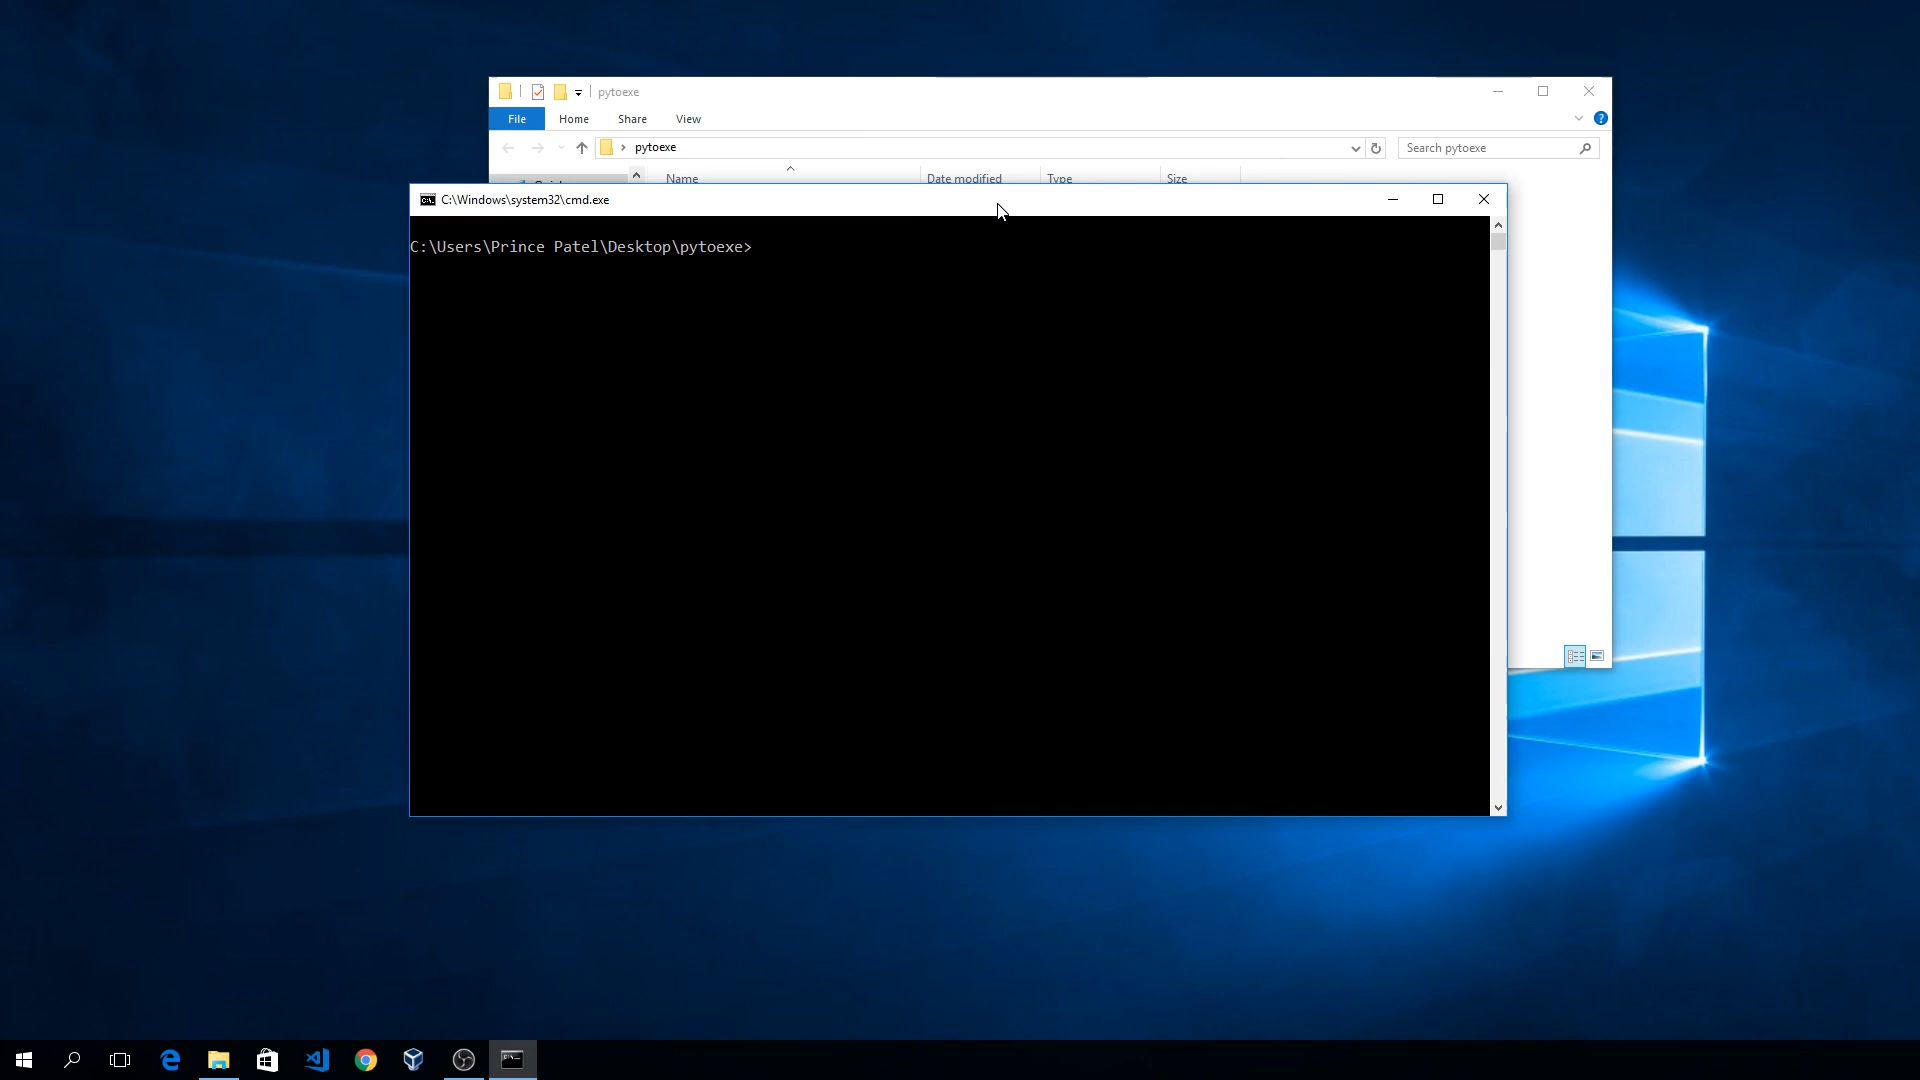 pytoexe
File Home Share View
pytoexe
Search pytoexe
Name Date modified Type Size
C:\Windows\system32\cmd.exe
C:\Users\Prince Patel\Desktop\pytoexe>